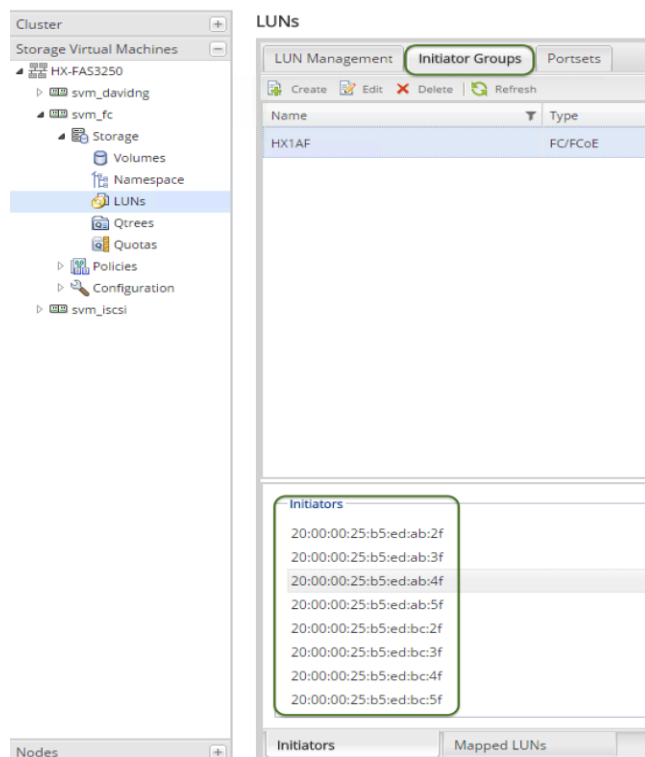 Cluster
Storage Virtual Machines
HX-FAS3250
svm_davidng
svm_fc
Storage
Volumes
Namespace
LUNs
Qtrees
Quotas
Policies
Configuration
svm_iscsi
Nodes
LUNs
LUN Management Initiator Groups Portsets
Create Edit Delete Refresh
Name Type
HX1AF FC/FCoE
Initiators
20:00:00:25:b5:ed:ab:2f
20:00:00:25:b5:ed:ab:3f
20:00:00:25:b5:ed:ab:4f
20:00:00:25:b5:ed:ab:5f
20:00:00:25:b5:ed:bc:2f
20:00:00:25:b5:ed:bc:3f
20:00:00:25:b5:ed:bc:4f
20:00:00:25:b5:ed:bc:5f
Initiators Mapped LUNs